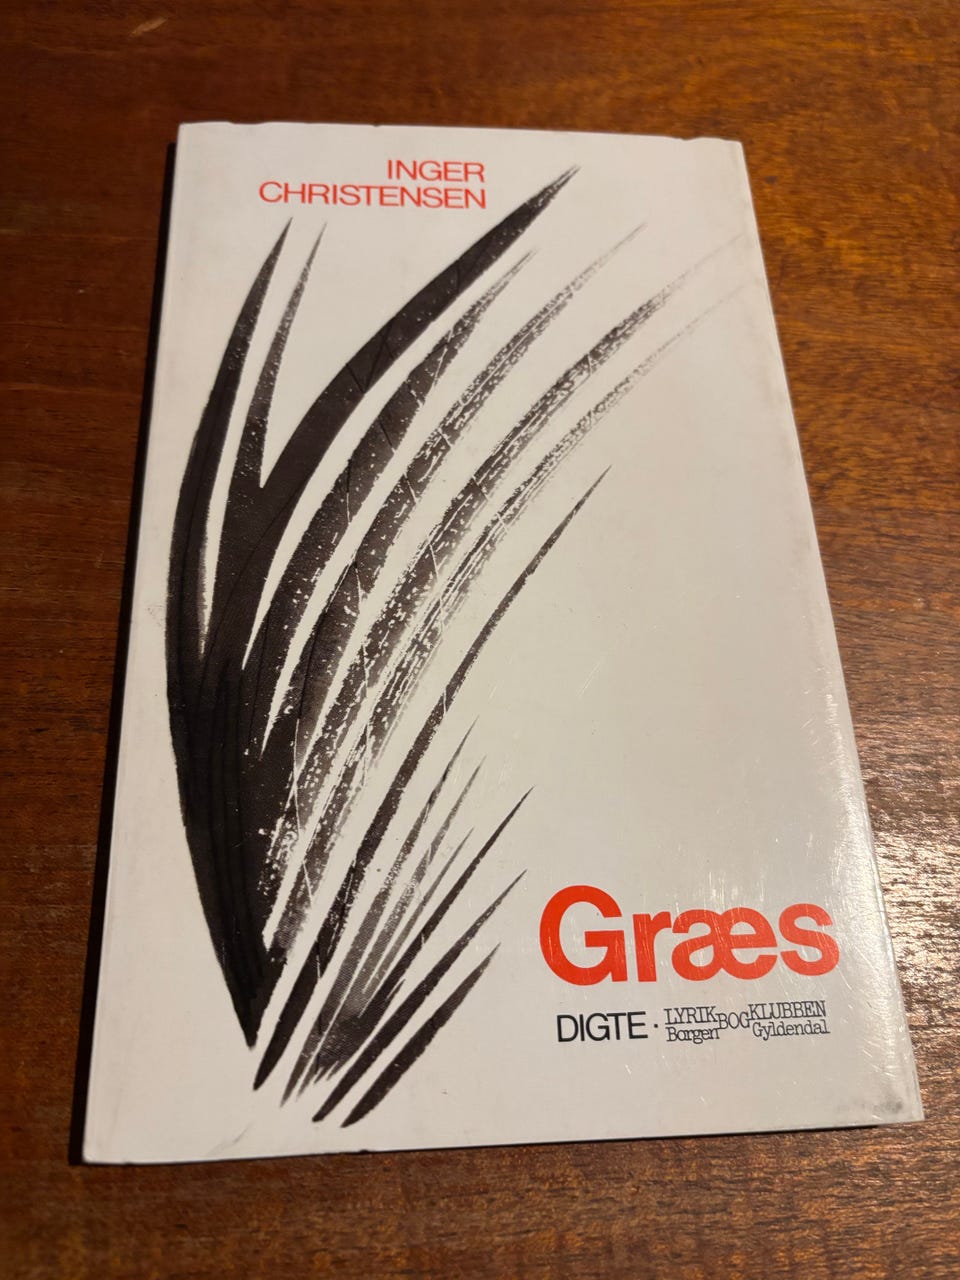 INGER
CHRISTENSEN
Græs
DIGTE · LYRIK BOG KLUBBEN
Borgen Gyldendal